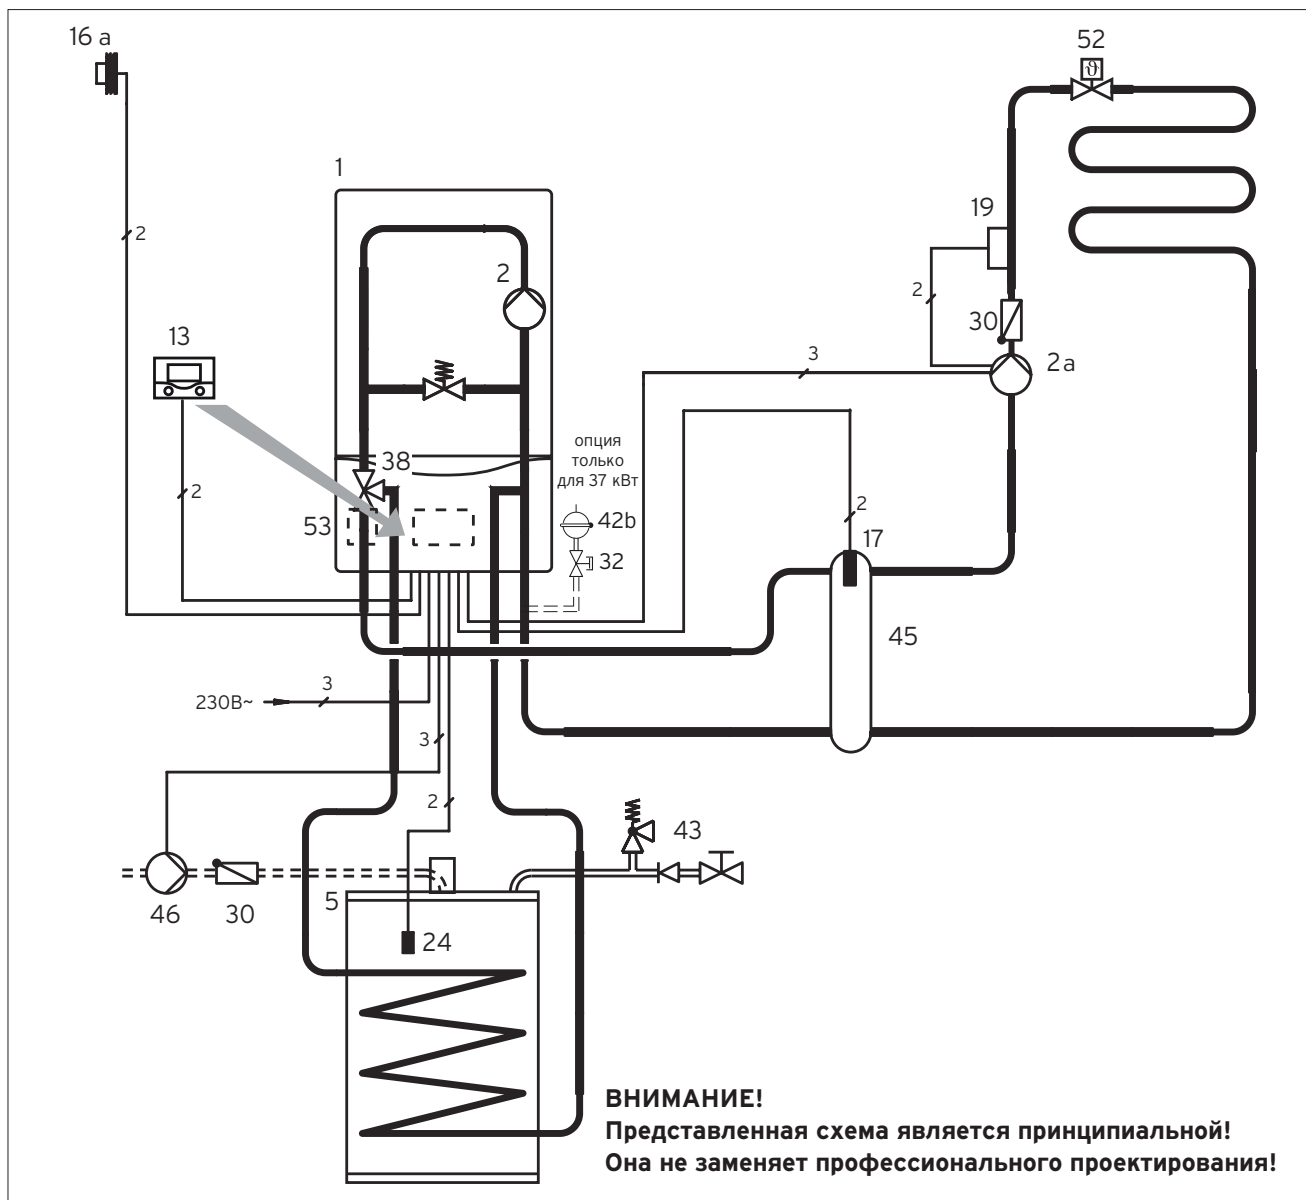 16 a
52
1
19
2
2
2
30
13
3
2a
38
опция
только
для 37 кВт
2
2
53
42b
17
32
45
230В~
3
3
2
43
46
30
5
24
ВНИМАНИЕ!
Представленная схема является принципиальной!
Она не заменяет профессионального проектирования!